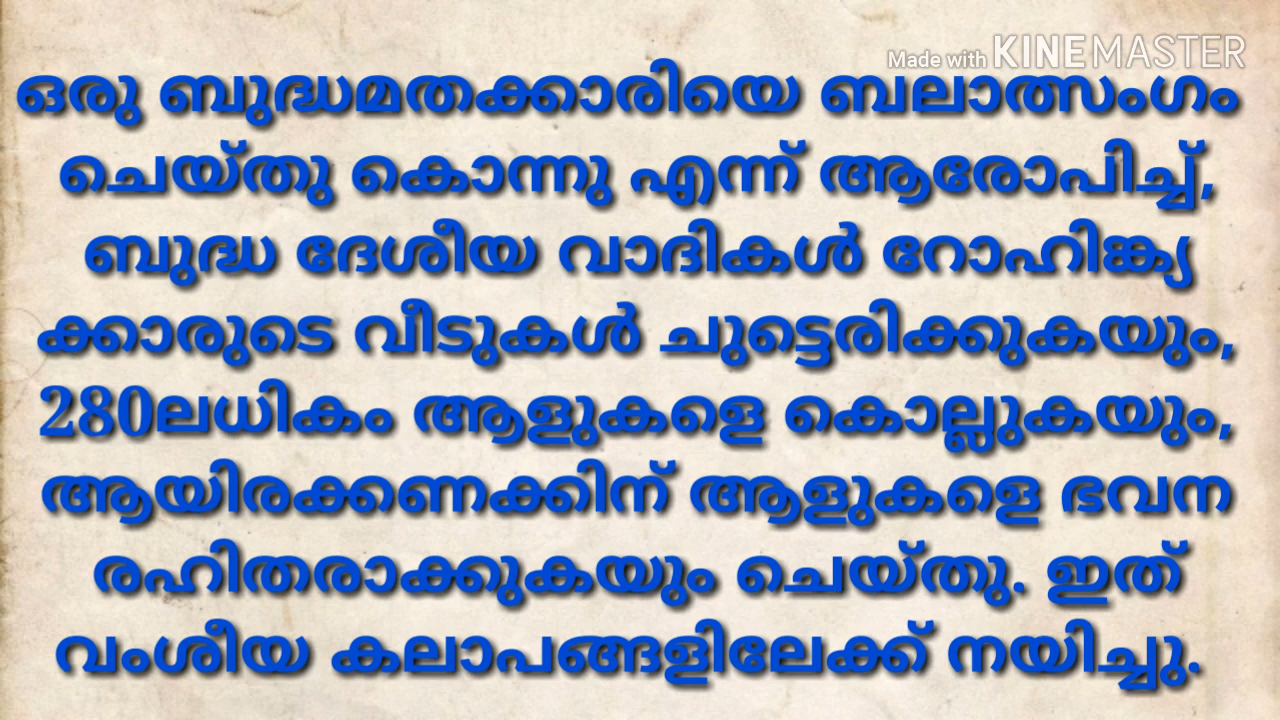 Made with KINEMASTER
ഒരു ബുദ്ധമതക്കാരിയെ ബലാത്സംഗം
ചെയ്തു കൊന്നു എന്ന് ആരോപിച്ച്,
ബുദ്ധ ദേശീയ വാദികൾ റോഹിങ്ക്യ
ക്കാരുടെ വീടുകൾ ചുട്ടെരിക്കുകയും,
280ലധികം ആളുകളെ കൊല്ലുകയും,
ആയിരക്കണക്കിന് ആളുകളെ ഭവന
രഹിതരാക്കുകയും ചെയ്തു. ഇത്
വംശീയ കലാപങ്ങളിലേക്ക് നയിച്ചു.